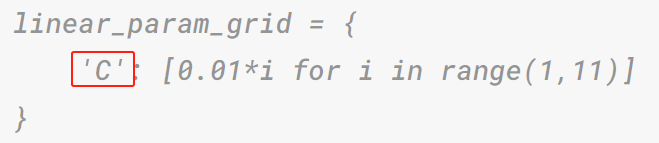 linear_param_grid = {
'C': [0.01*i for i in range(1,11)]
}